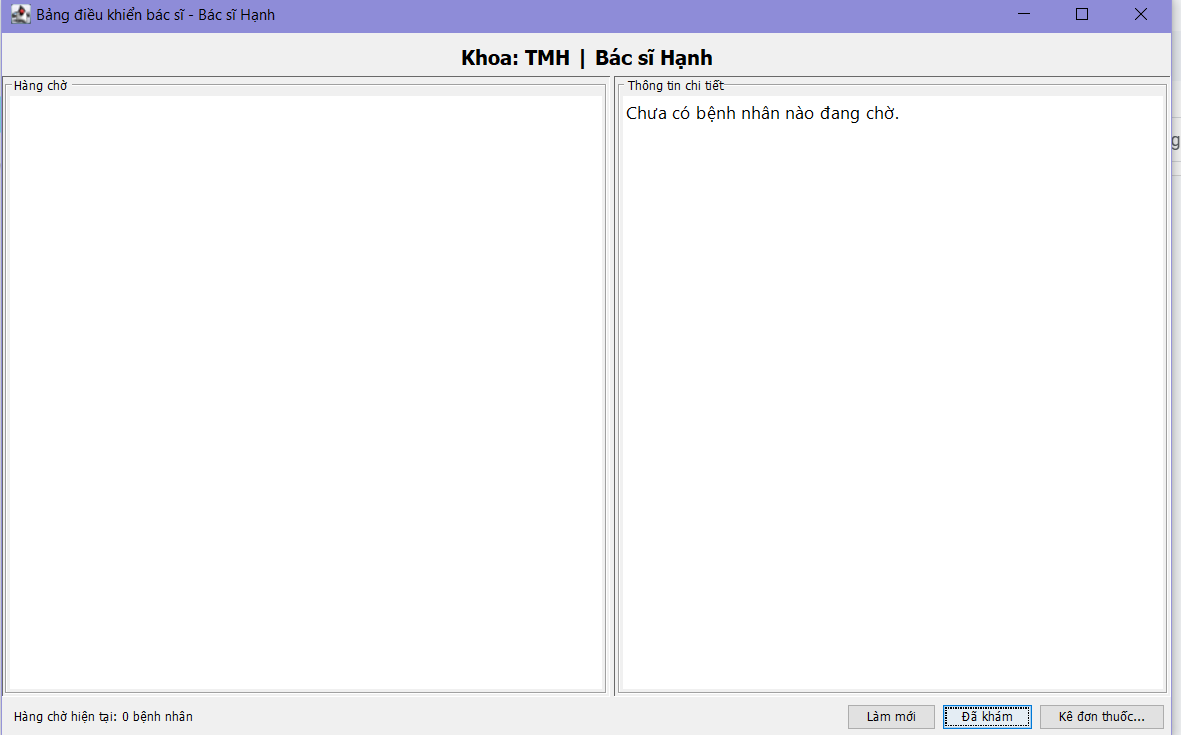 Bảng điều khiển bác sĩ - Bác sĩ Hạnh
Khoa: TMH | Bác sĩ Hạnh
Hàng chờ
Thông tin chi tiết
Chưa có bệnh nhân nào đang chờ.
Hàng chờ hiện tại: 0 bệnh nhân
Làm mới
Đã khám
Kê đơn thuốc...